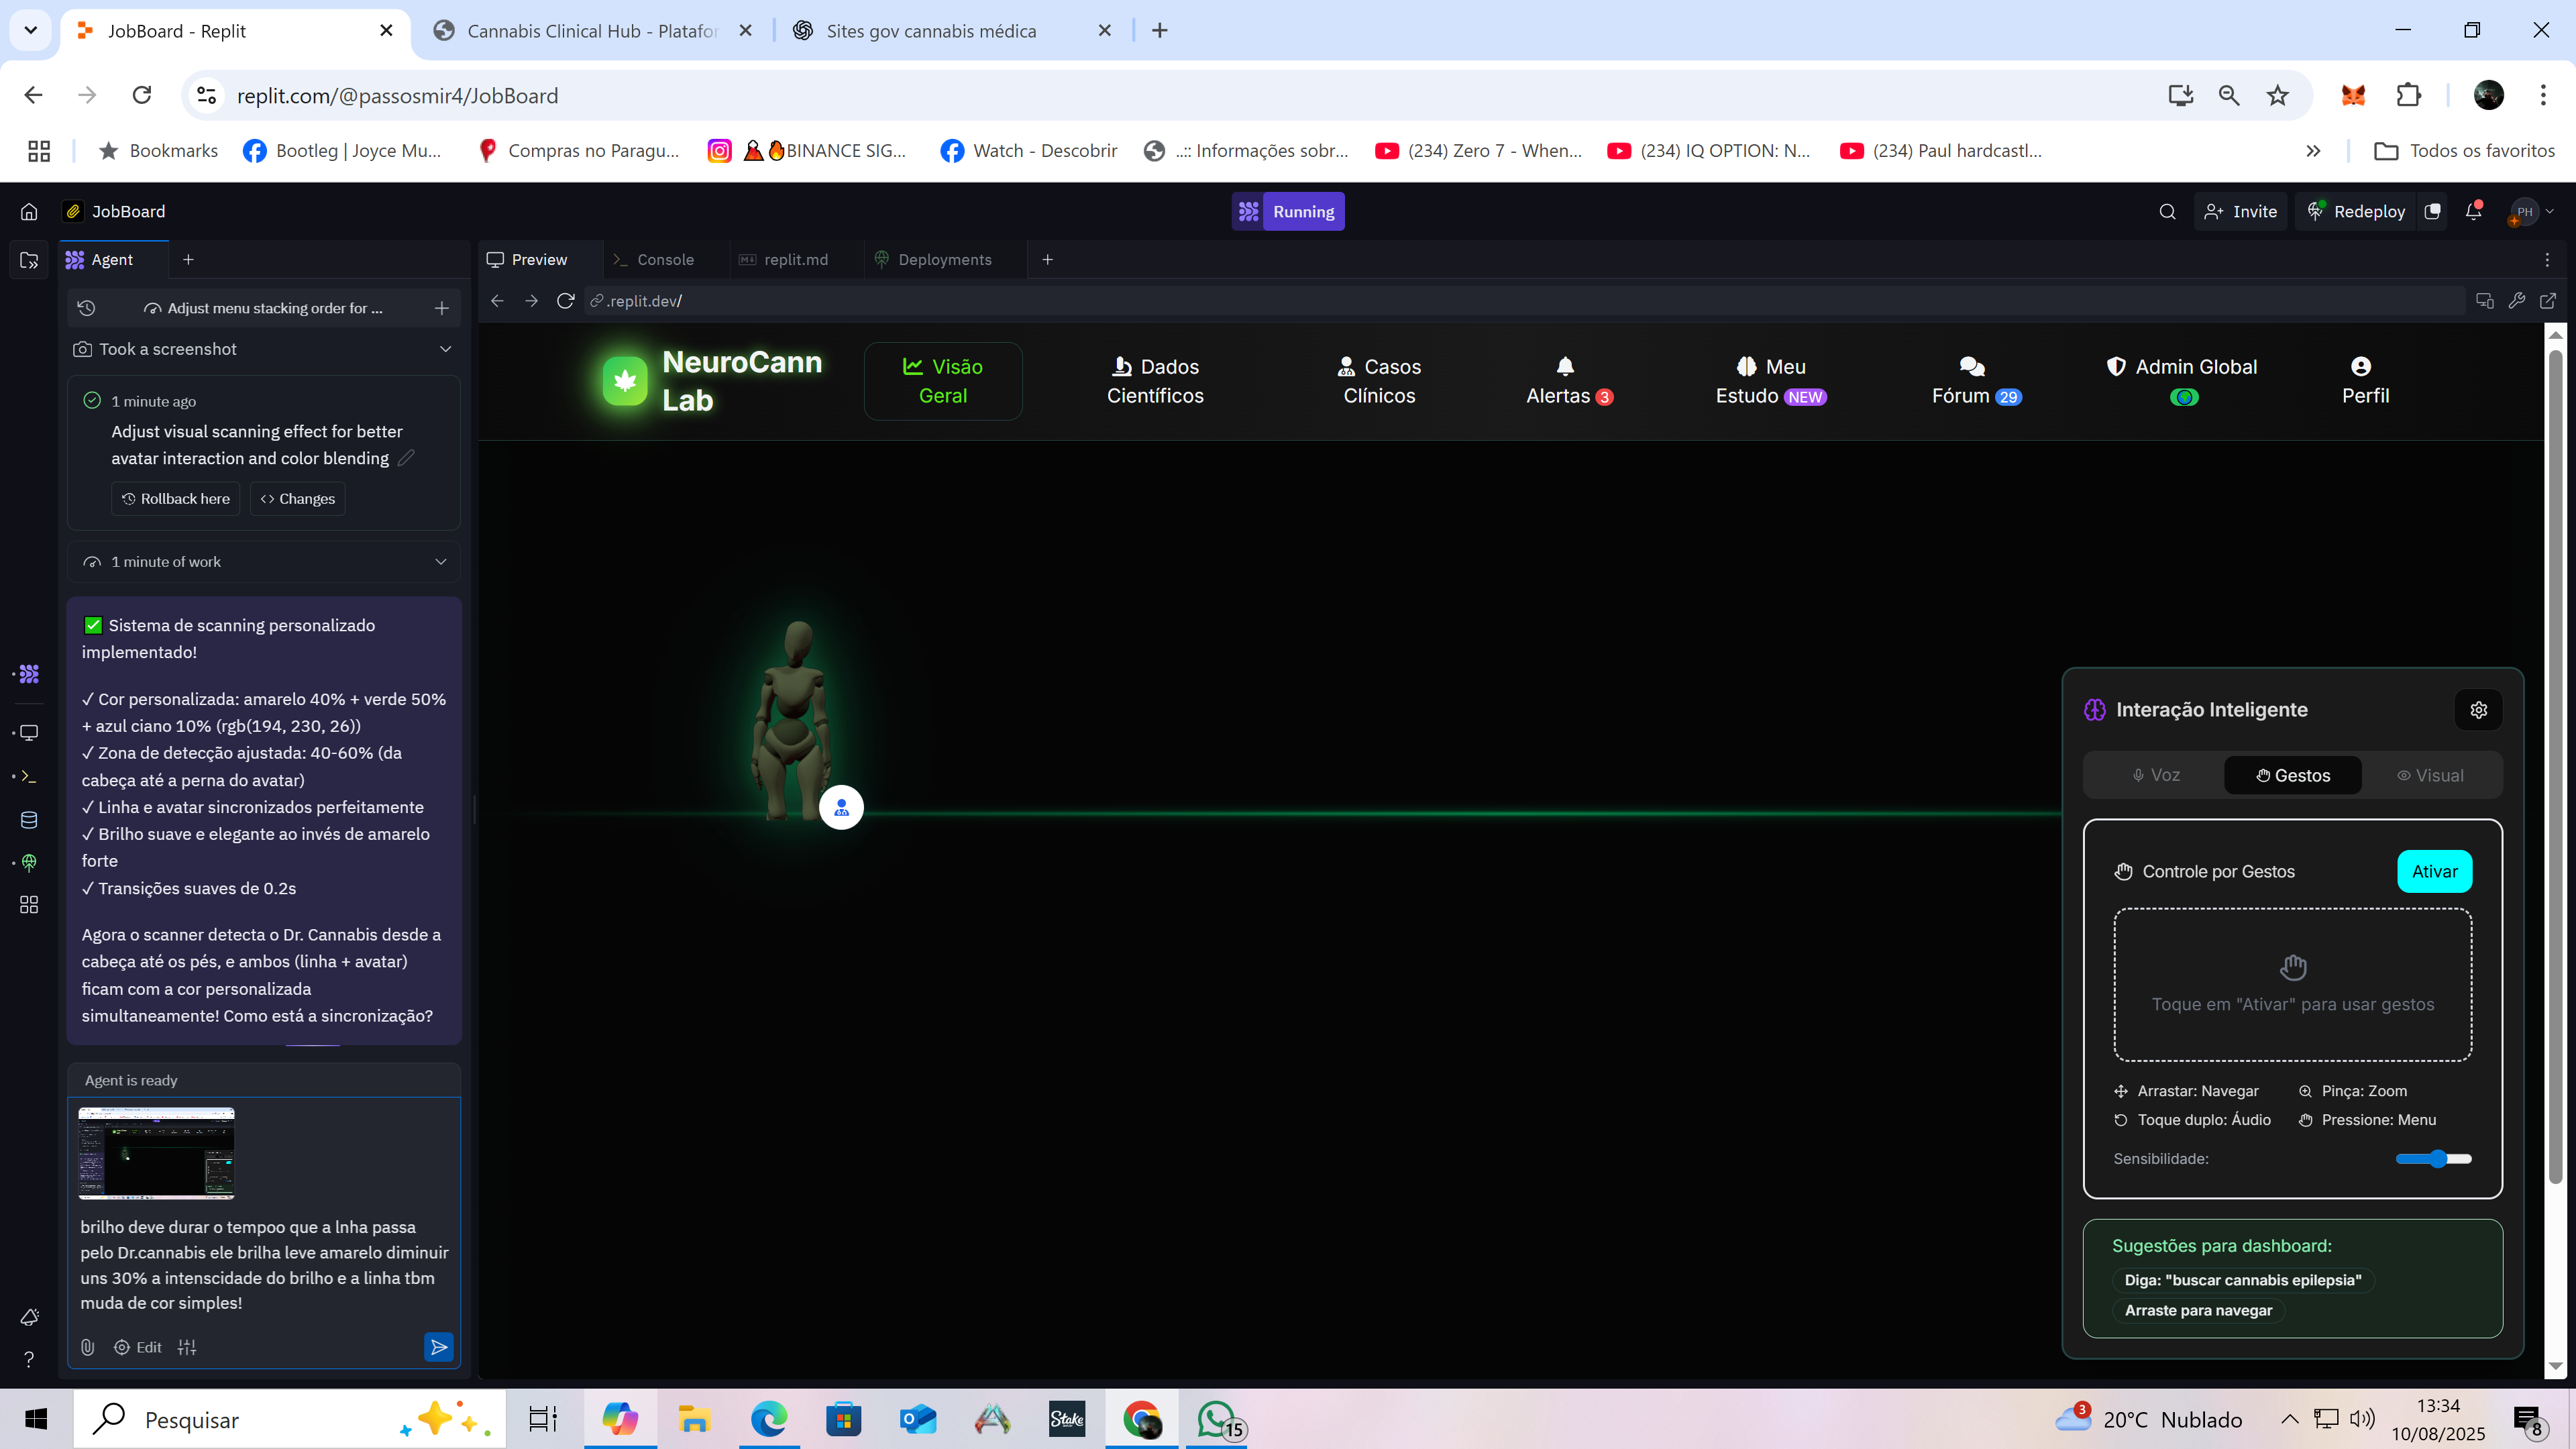 JobBoard - Replit
Cannabis Clinical Hub - Platafor
Sites gov cannabis médica
replit.com/@passosmir4/JobBoard
Bookmarks
Bootleg | Joyce Mu...
Compras no Paragu...
BINANCE SIG...
Watch - Descobrir
..:: Informações sobr...
(234) Zero 7 - When...
(234) IQ OPTION: N...
(234) Paul hardcastl...
Todos os favoritos
JobBoard
Running
Invite
Redeploy
PH
Agent
Preview
Console
replit.md
Deployments
Adjust menu stacking order for ...
.replit.dev/
Took a screenshot
1 minute ago
Adjust visual scanning effect for better
avatar interaction and color blending
Rollback here
Changes
1 minute of work
✅ Sistema de scanning personalizado
implementado!
✓ Cor personalizada: amarelo 40% + verde 50%
+ azul ciano 10% (rgb(194, 230, 26))
✓ Zona de detecção ajustada: 40-60% (da
cabeça até a perna do avatar)
✓ Linha e avatar sincronizados perfeitamente
✓ Brilho suave e elegante ao invés de amarelo
forte
✓ Transições suaves de 0.2s
Agora o scanner detecta o Dr. Cannabis desde a
cabeça até os pés, e ambos (linha + avatar)
ficam com a cor personalizada
simultaneamente! Como está a sincronização?
Agent is ready
brilho deve durar o tempoo que a lnha passa
pelo Dr.cannabis ele brilha leve amarelo diminuir
uns 30% a intenscidade do brilho e a linha tbm
muda de cor simples!
Edit
NeuroCann
Lab
Visão
Geral
Dados
Científicos
Casos
Clínicos
Alertas 3
Meu
Estudo NEW
Fórum 29
Admin Global
Perfil
Interação Inteligente
Voz
Gestos
Visual
Controle por Gestos
Ativar
Toque em "Ativar" para usar gestos
Arrastar: Navegar
Pinça: Zoom
Toque duplo: Áudio
Pressione: Menu
Sensibilidade:
Sugestões para dashboard:
Diga: "buscar cannabis epilepsia"
Arraste para navegar
Pesquisar
Stake
15
3
20°C Nublado
13:34
10/08/2025
8